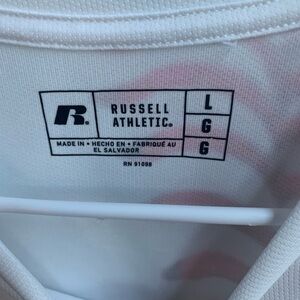 R.
RUSSELL
ATHLETIC®
L
G
G
MADE IN • HECHO EN • FABRIQUÉ AU
EL SALVADOR
RN 91098